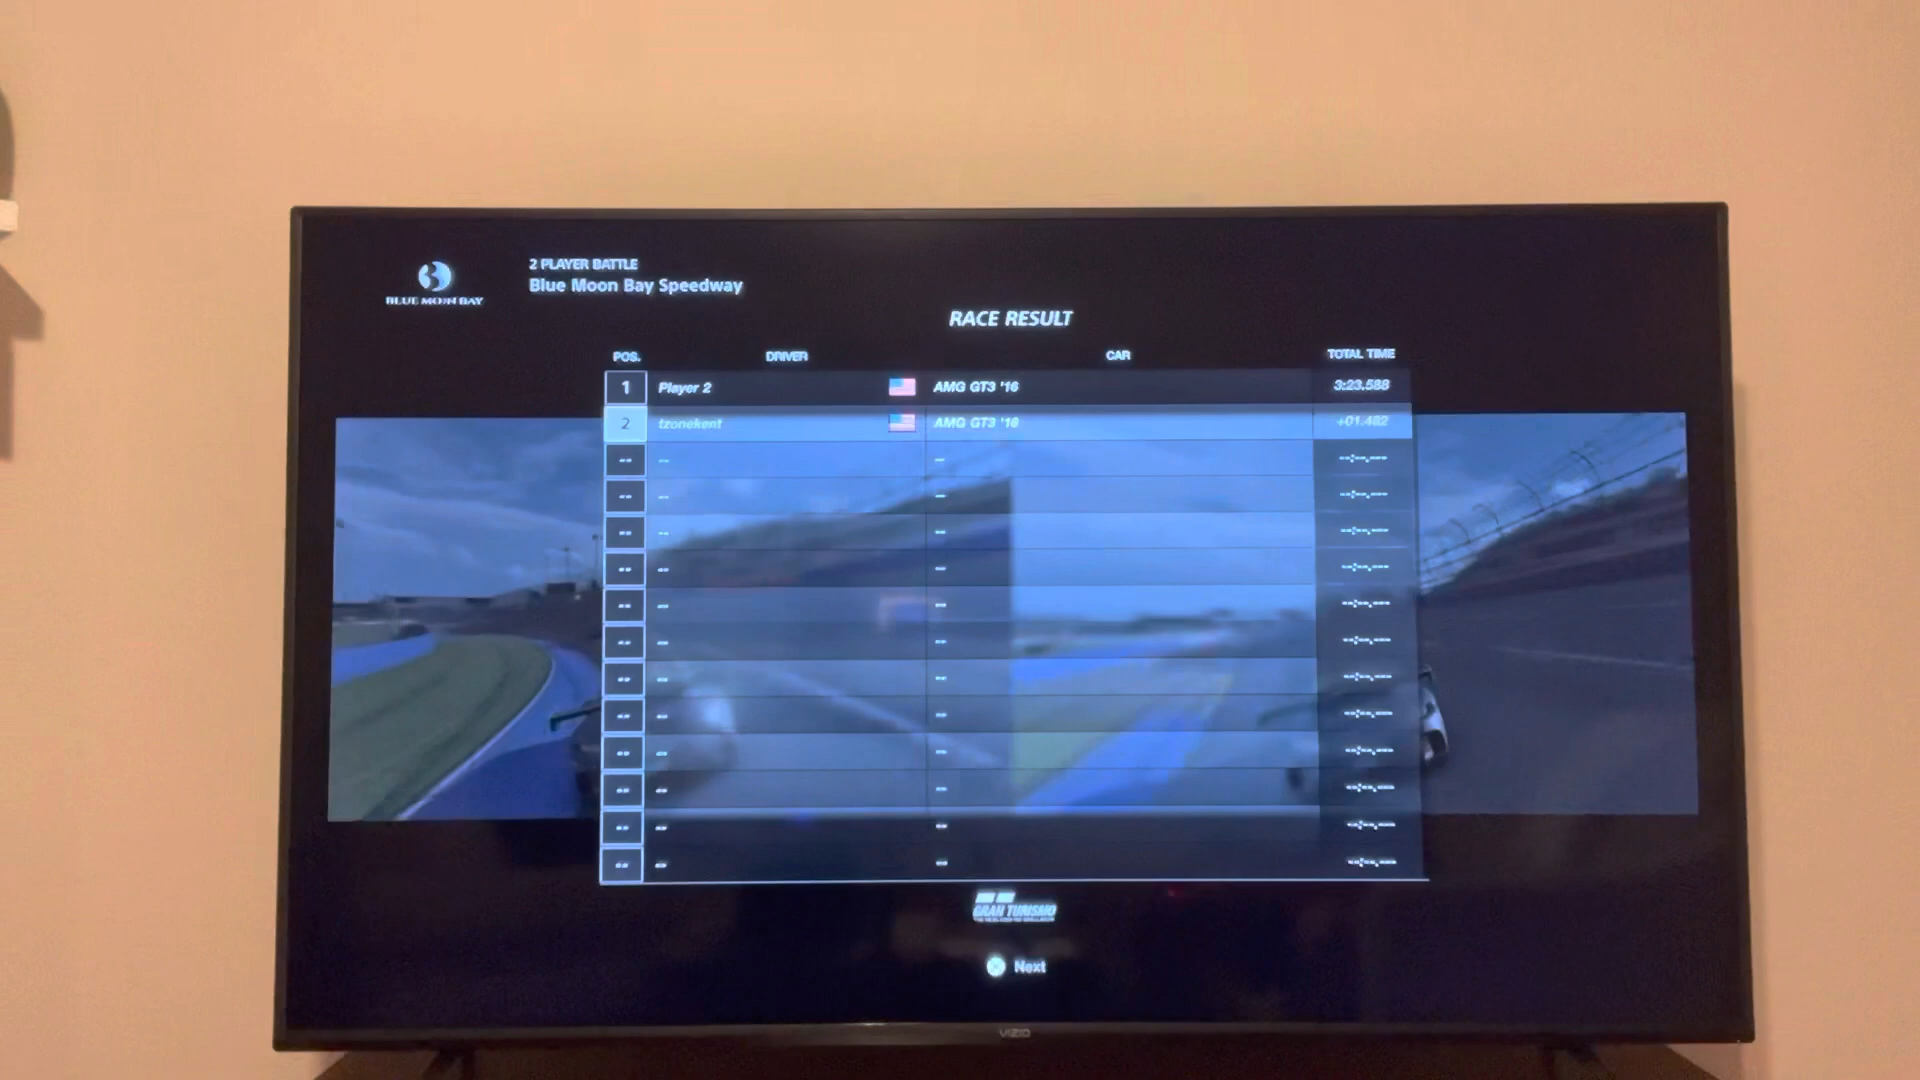 2 PLAYER BATTLE
Blue Moon Bay Speedway
BLUE MOON BAY
RACE RESULT
POS. DRIVER CAR TOTAL TIME
1 Player 2 AMG GT3 '16 3:23.588
2 tzonekent AMG GT3 '16 +01.482
-- -- -- --:--.---
-- -- -- --:--.---
-- -- -- --:--.---
-- -- -- --:--.---
-- -- -- --:--.---
-- -- -- --:--.---
-- -- -- --:--.---
-- -- -- --:--.---
-- -- -- --:--.---
-- -- -- --:--.---
-- -- -- --:--.---
-- -- -- --:--.---
GRAN TURISMO
Next
VIZIO